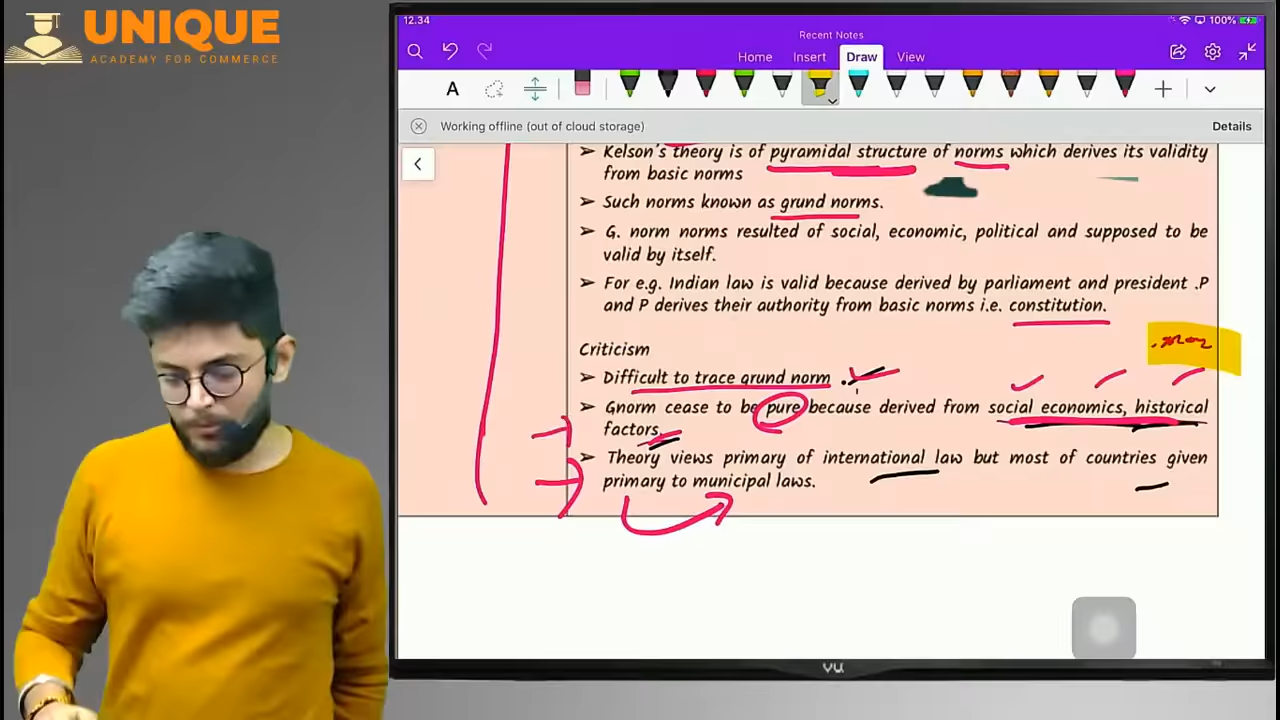 UNIQUE
ACADEMY FOR COMMERCE
12.34
100%
Recent Notes
Home Insert Draw View
A
Working offline (out of cloud storage)
Details
➤ Kelson's theory is of pyramidal structure of norms which derives its validity
from basic norms
➤ Such norms known as grund norms.
➤ G. norm norms resulted of social, economic, political and supposed to be
valid by itself.
➤ For e.g. Indian law is valid because derived by parliament and president .P
and P derives their authority from basic norms i.e. constitution.
Criticism
➤ Difficult to trace grund norm
➤ Gnorm cease to be pure because derived from social economics, historical
factors.
➤ Theory views primary of international law but most of countries given
primary to municipal laws.
VU